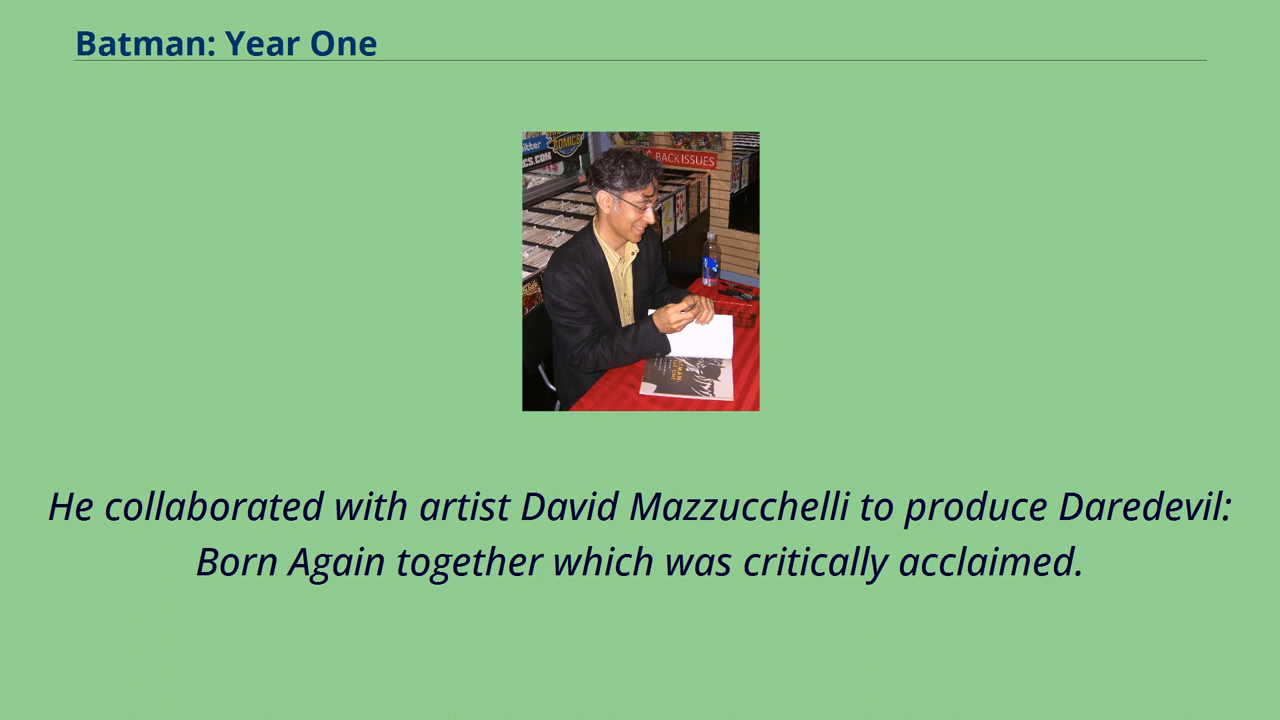 Batman: Year One
COMICS
BACK ISSUES
He collaborated with artist David Mazzucchelli to produce Daredevil:
Born Again together which was critically acclaimed.